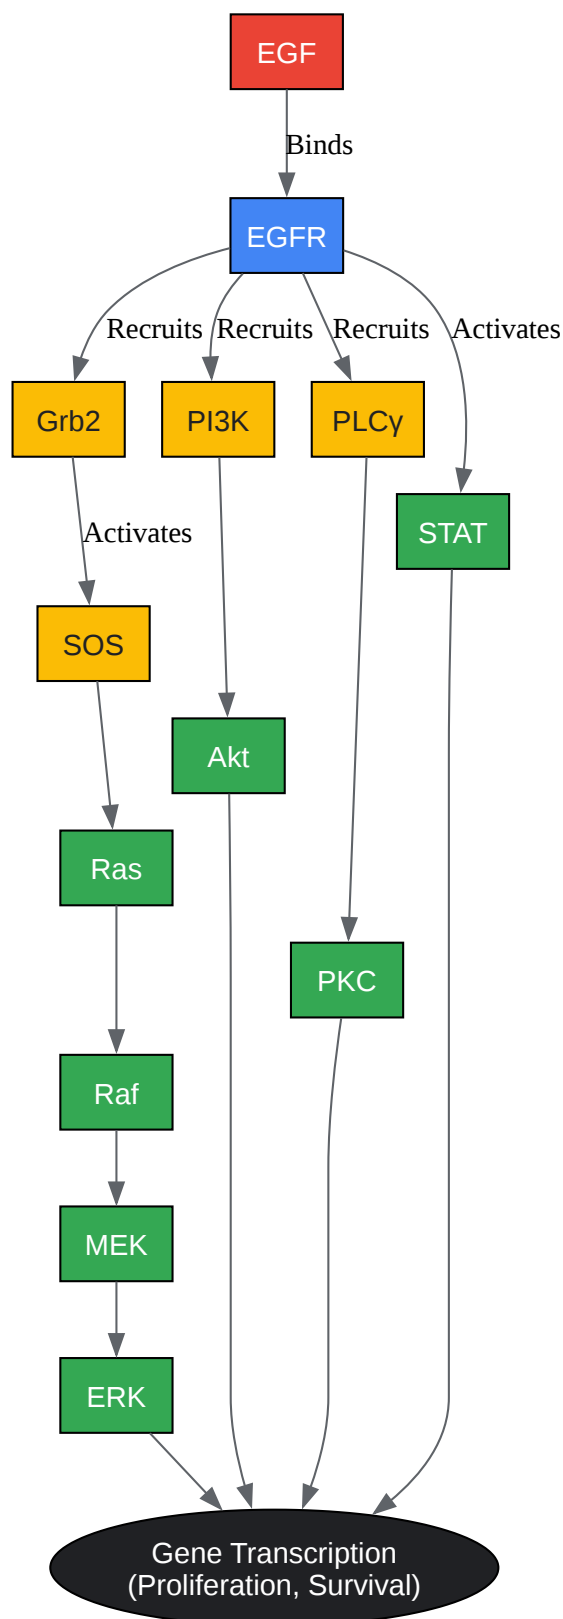 EGF
Binds
EGFR
Recruits
Recruits
Recruits
Activates
Grb2
PI3K
PLCγ
Activates
STAT
SOS
Akt
Ras
PKC
Raf
MEK
ERK
Gene Transcription
(Proliferation, Survival)